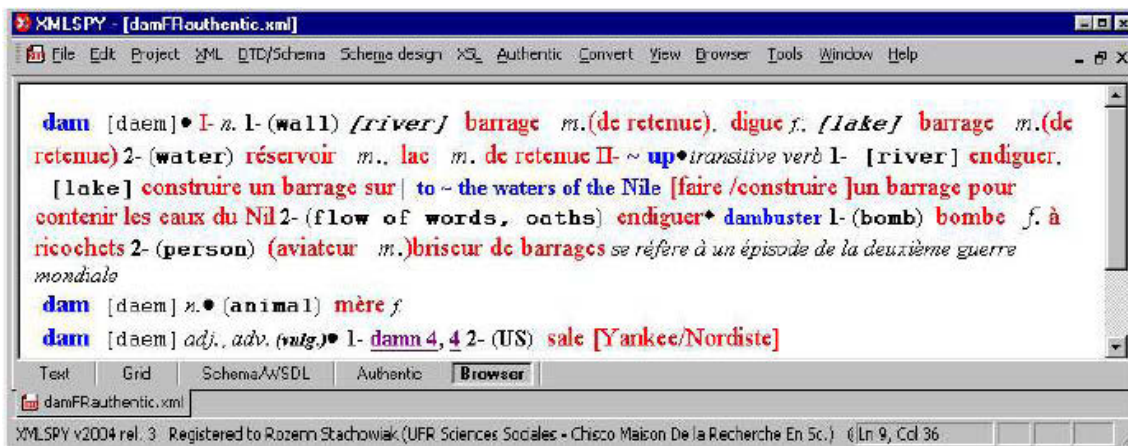 XMLSPY - [damFRauthentic.xml]
File Edit Project XML DTD/Schema Schema design XSL Authentic Convert View Browser Tools Window Help
dam [daem]● I- n. 1- (wall) [river] barrage m.(de retenue), digue f., [lake] barrage m.(de
retenue) 2- (water) réservoir m., lac m. de retenue II- ~ up●transitive verb 1- [river] endiguer,
[lake] construire un barrage sur| to ~ the waters of the Nile [faire /construire ]un barrage pour
contenir les eaux du Nil 2- (flow of words, oaths) endiguer♦ dambuster 1- (bomb) bombe f. à
ricochets 2- (person) (aviateur m.)briseur de barrages se réfère à un épisode de la deuxième guerre
mondiale
dam [daem] n.● (animal) mère f.
dam [daem] adj., adv. (vulg.)● 1- damn 4, 4 2- (US) sale [Yankee/Nordiste]
Text Grid Schema/WSDL Authentic Browser
damFRauthentic.xml
XMLSPY v2004 rel. 3 Registered to Rozenn Stachowiak (UFR Sciences Sociales - Chisco Maison De la Recherche En Sc.) Ln 9, Col 36